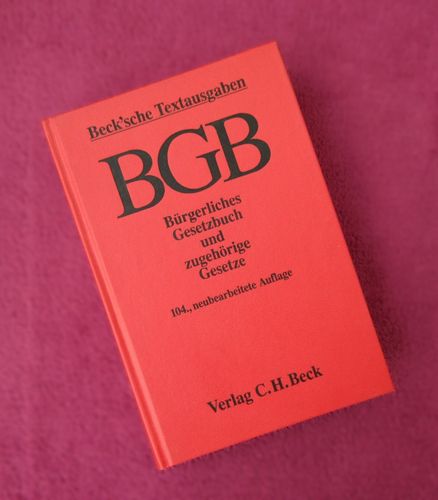 Beck'sche Textausgaben
BGB
Bürgerliches
Gesetzbuch
und
zugehörige
Gesetze
104., neubearbeitete Auflage
Verlag C. H. Beck